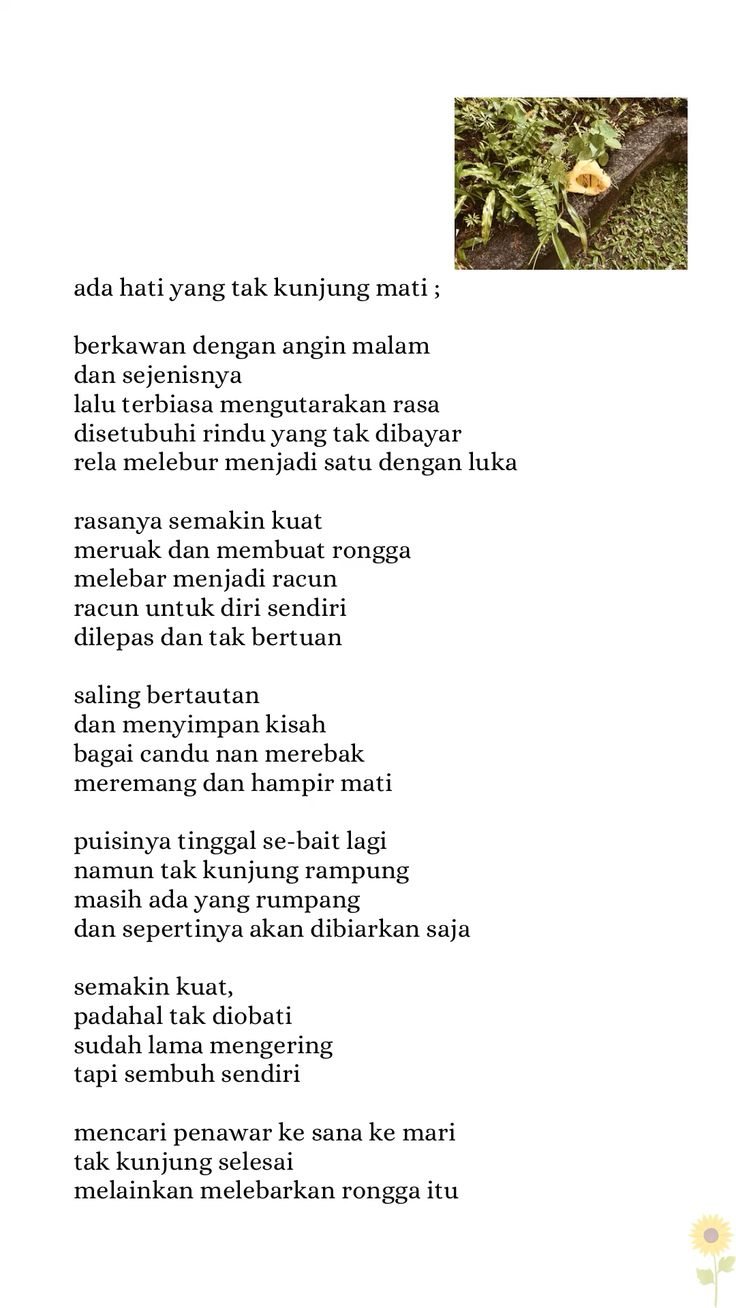 ada hati yang tak kunjung mati ;
berkawan dengan angin malam
dan sejenisnya
lalu terbiasa mengutarakan rasa
disetubuhi rindu yang tak dibayar
rela melebur menjadi satu dengan luka
rasanya semakin kuat
meruak dan membuat rongga
melebar menjadi racun
racun untuk diri sendiri
dilepas dan tak bertuan
saling bertautan
dan menyimpan kisah
bagai candu nan merebak
meremang dan hampir mati
puisinya tinggal se-bait lagi
namun tak kunjung rampung
masih ada yang rumpang
dan sepertinya akan dibiarkan saja
semakin kuat,
padahal tak diobati
sudah lama mengering
tapi sembuh sendiri
mencari penawar ke sana ke mari
tak kunjung selesai
melainkan melebarkan rongga itu